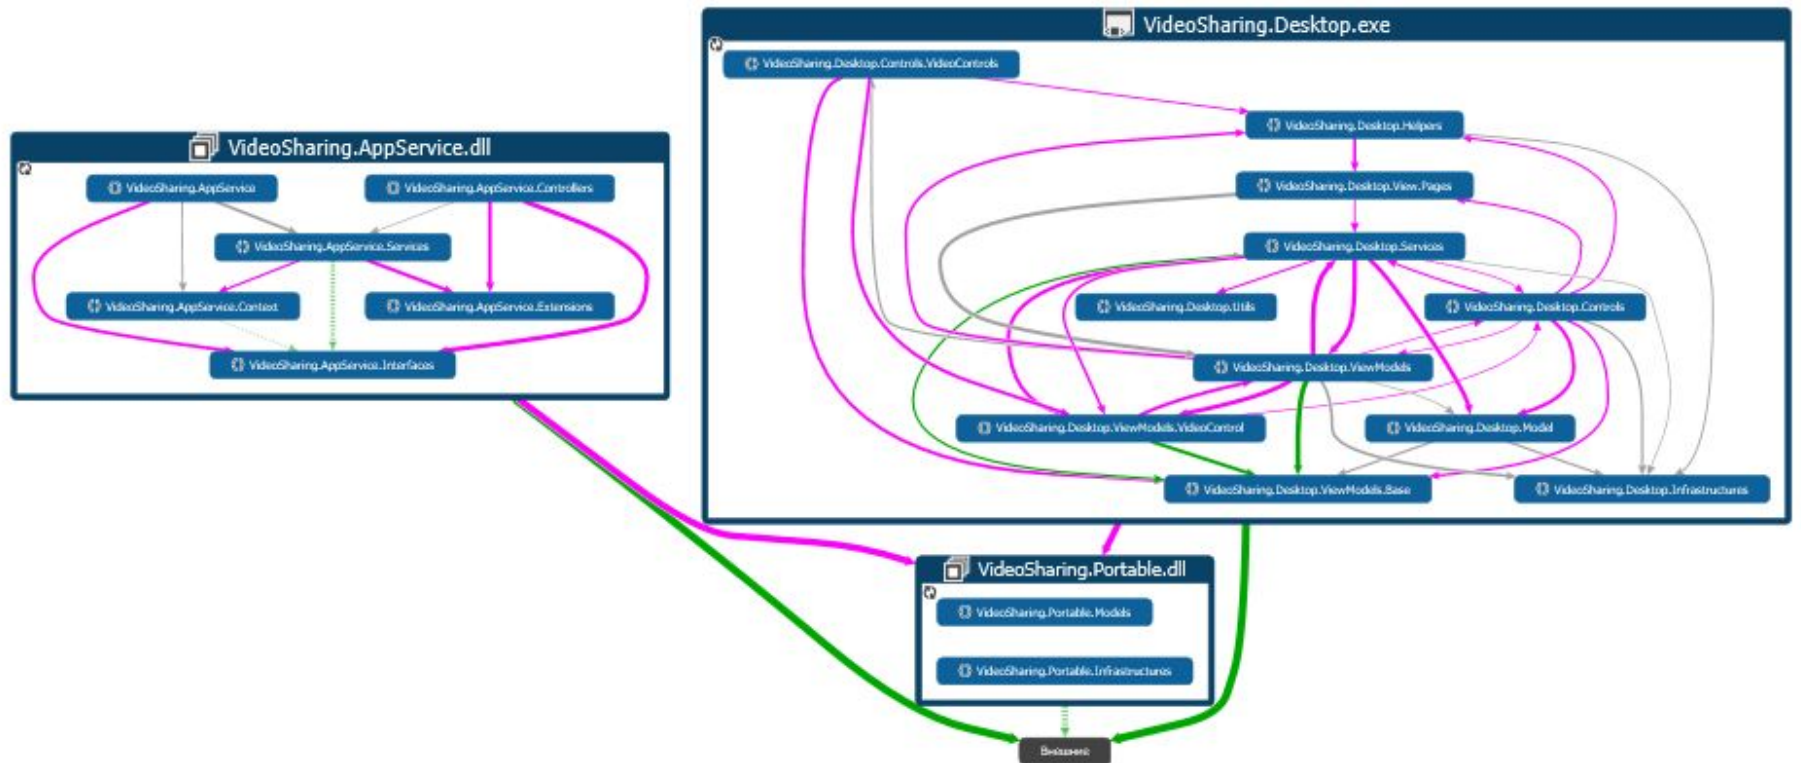 VideoSharing.Desktop.exe
VideoSharing.Desktop.Controls.VideoControls
VideoSharing.Desktop.Helpers
VideoSharing.Desktop.View.Pages
VideoSharing.Desktop.Services
VideoSharing.Desktop.Utils
VideoSharing.Desktop.Controls
VideoSharing.Desktop.ViewModels
VideoSharing.Desktop.ViewModels.VideoControl
VideoSharing.Desktop.Model
VideoSharing.Desktop.ViewModels.Base
VideoSharing.Desktop.Infrastructures
VideoSharing.AppService.dll
VideoSharing.AppService
VideoSharing.AppService.Controllers
VideoSharing.AppService.Services
VideoSharing.AppService.Context
VideoSharing.AppService.Extensions
VideoSharing.AppService.Interfaces
VideoSharing.Portable.dll
VideoSharing.Portable.Models
VideoSharing.Portable.Infrastructures
Внешние